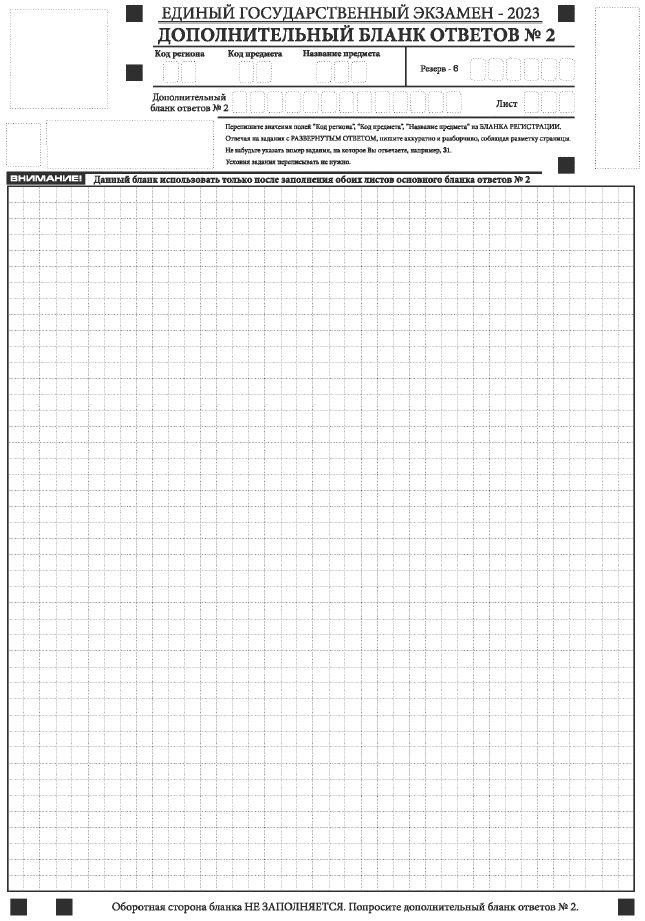 ЕДИНЫЙ ГОСУДАРСТВЕННЫЙ ЭКЗАМЕН - 2023
ДОПОЛНИТЕЛЬНЫЙ БЛАНК ОТВЕТОВ № 2
Код региона Код предмета Название предмета
Резерв - 6
Дополнительный
бланк ответов № 2
Лист
Перепишите значения полей "Код региона", "Код предмета", "Название предмета" из БЛАНКА РЕГИСТРАЦИИ.
Отвечая на задания с РАЗВЕРНУТЫМ ОТВЕТОМ, пишите аккуратно и разборчиво, соблюдая разметку страницы.
Не забудьте указать номер задания, на которое Вы отвечаете, например, 31.
Условия задания переписывать не нужно.
ВНИМАНИЕ! Данный бланк использовать только после заполнения обоих листов основного бланка ответов № 2
Оборотная сторона бланка НЕ ЗАПОЛНЯЕТСЯ. Попросите дополнительный бланк ответов № 2.